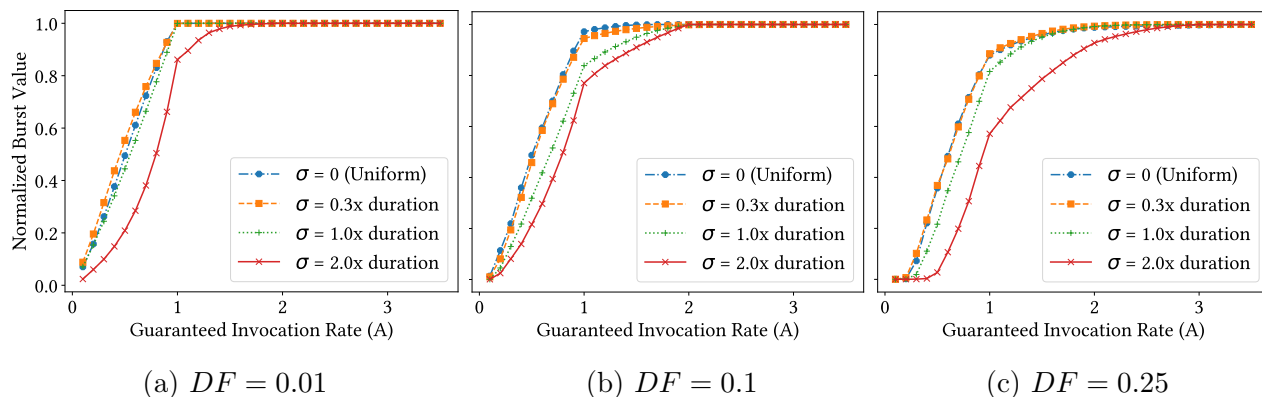 Normalized Burst Value
1.0
0.8
0.6
0.4
0.2
0.0
σ = 0 (Uniform)
σ = 0.3x duration
σ = 1.0x duration
σ = 2.0x duration
0 1 2 3
Guaranteed Invocation Rate (A)
(a) DF = 0.01
σ = 0 (Uniform)
σ = 0.3x duration
σ = 1.0x duration
σ = 2.0x duration
0 1 2 3
Guaranteed Invocation Rate (A)
(b) DF = 0.1
σ = 0 (Uniform)
σ = 0.3x duration
σ = 1.0x duration
σ = 2.0x duration
0 1 2 3
Guaranteed Invocation Rate (A)
(c) DF = 0.25